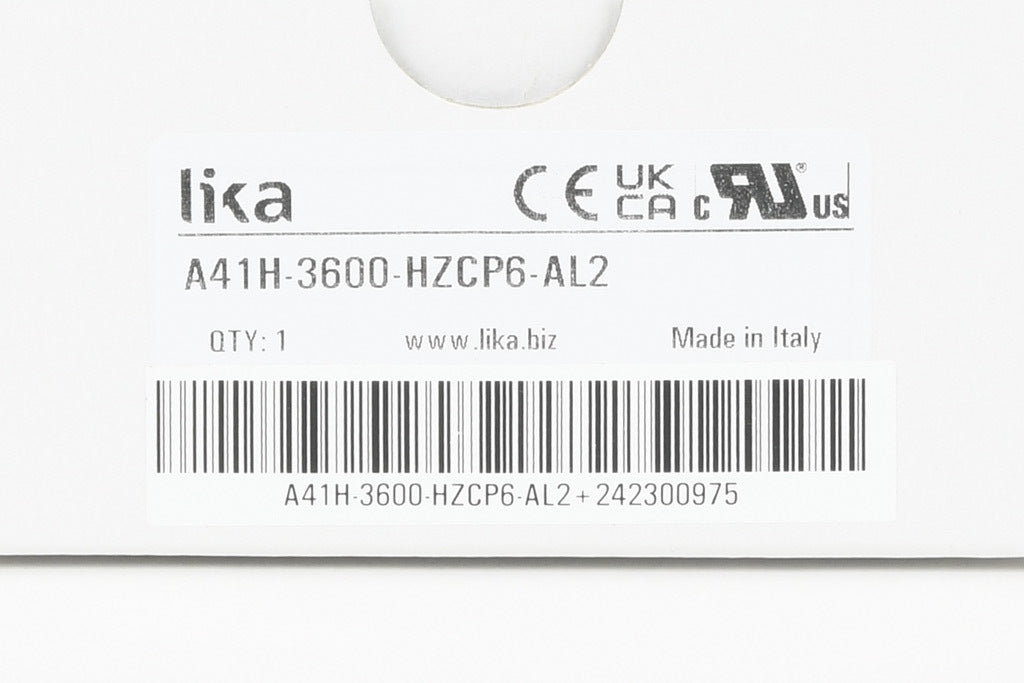 lika CE UK CA c RU® US
A41H-3600-HZCP6-AL2
QTY: 1 www.lika.biz Made in Italy
A41H-3600-HZCP6-AL2+242300975